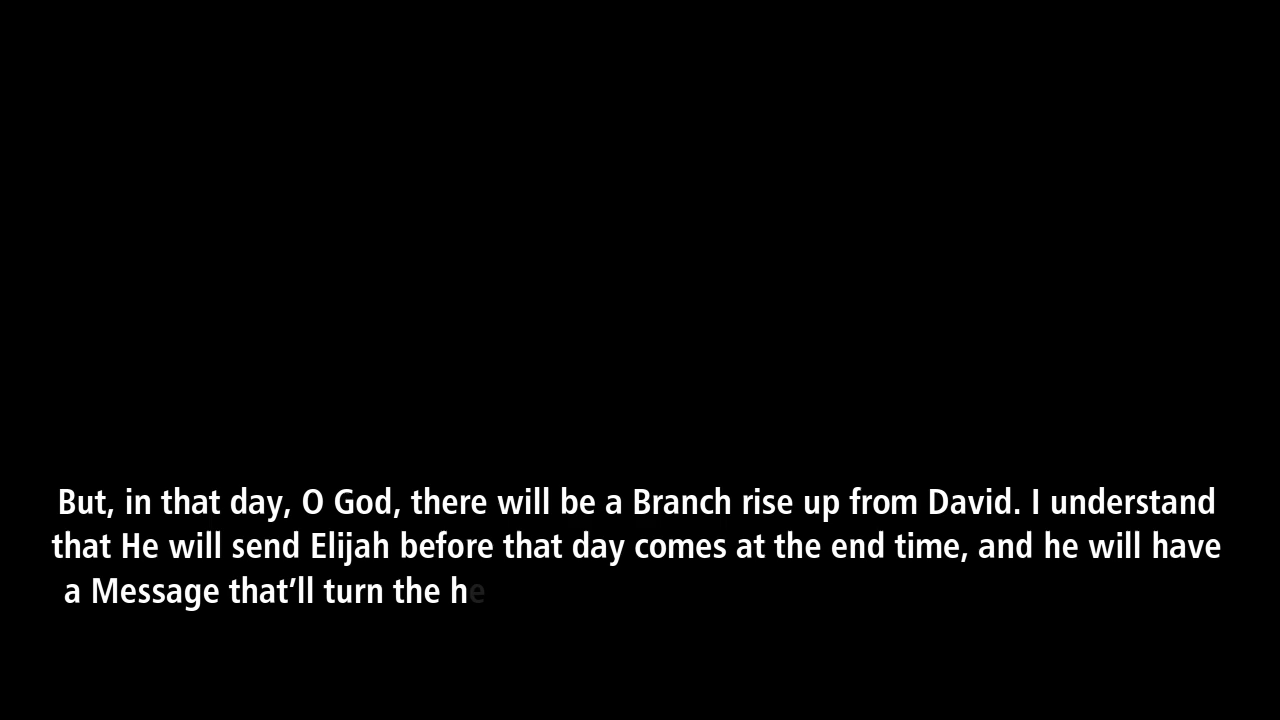 But, in that day, O God, there will be a Branch rise up from David. I understand
that He will send Elijah before that day comes at the end time, and he will have
a Message that’ll turn the he